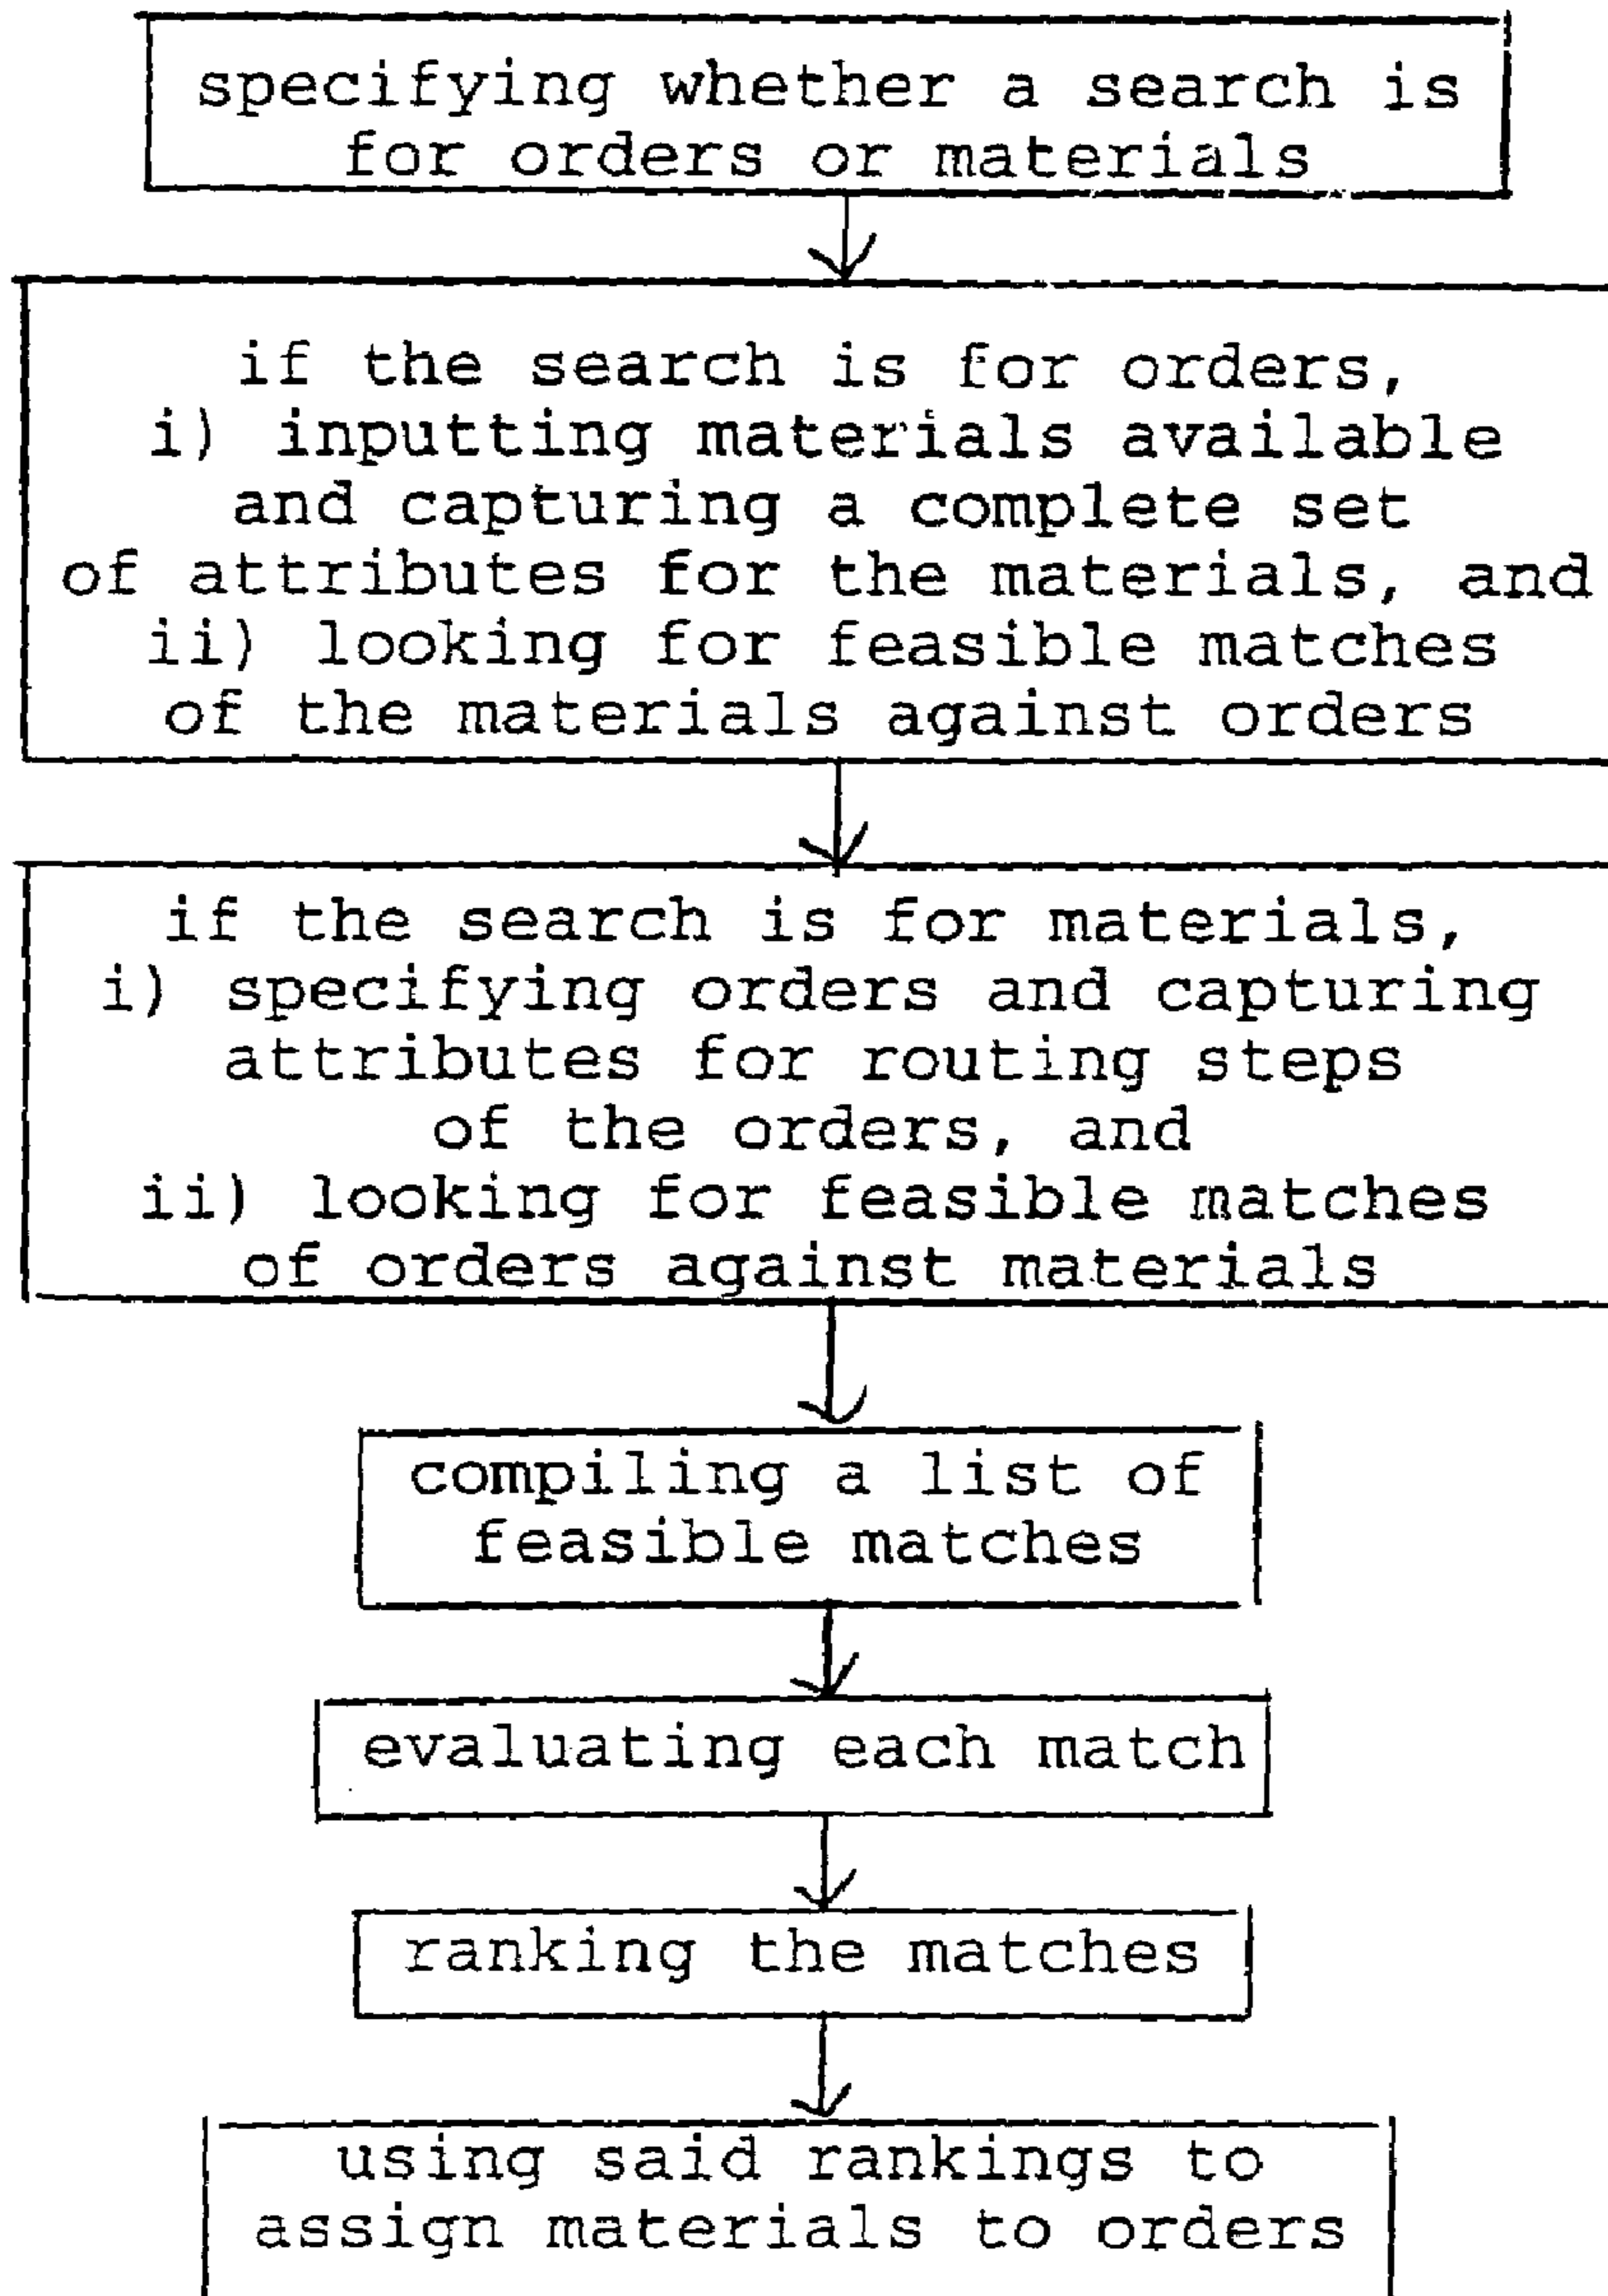 specifying whether a search is
for orders or materials
if the search is for orders,
i) inputting materials available
and capturing a complete set
of attributes for the materials, and
ii) looking for feasible matches
of the materials against orders
if the search is for materials,
i) specifying orders and capturing
attributes for routing steps
of the orders, and
ii) looking for feasible matches
of orders against materials
compiling a list of
feasible matches
evaluating each match
ranking the matches
using said rankings to
assign materials to orders